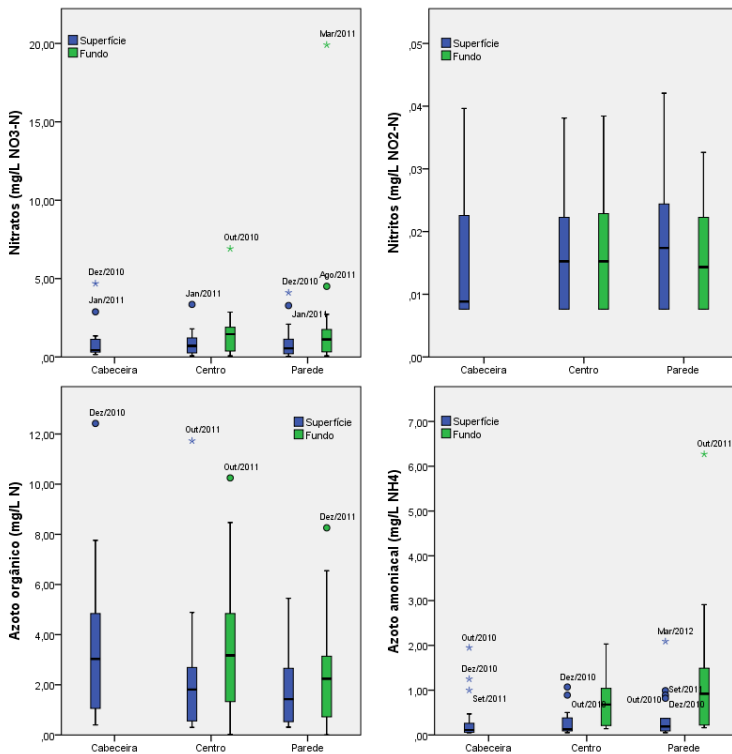 Nitratos (mg/L NO3-N)
20,00
15,00
10,00
5,00
,00
Superfície
Fundo
Mar/2011
Out/2010
Dez/2010
Jan/2011
Jan/2011
Dez/2010
Jan/2011
Ago/2011
Cabeceira Centro Parede
Nitritos (mg/L NO2-N)
,05
,04
,03
,02
,01
,00
Superfície
Fundo
Cabeceira Centro Parede
Azoto orgânico (mg/L N)
12,00
10,00
8,00
6,00
4,00
2,00
,00
Superfície
Fundo
Dez/2010
Out/2011
Out/2011
Dez/2011
Cabeceira Centro Parede
Azoto amoniacal (mg/L NH4)
7,00
6,00
5,00
4,00
3,00
2,00
1,00
,00
Superfície
Fundo
Out/2011
Out/2010
Dez/2010
Set/2011
Dez/2010
Out/2010
Mar/2012
Set/2011
Out/2010
Dez/2010
Cabeceira Centro Parede